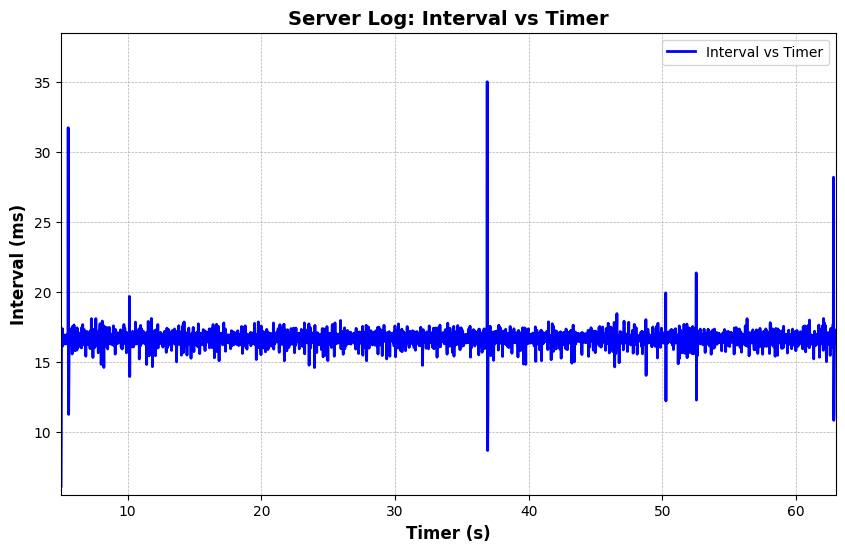 Server Log: Interval vs Timer
Interval vs Timer
35
30
25
20
15
10
Interval (ms)
10 20 30 40 50 60
Timer (s)